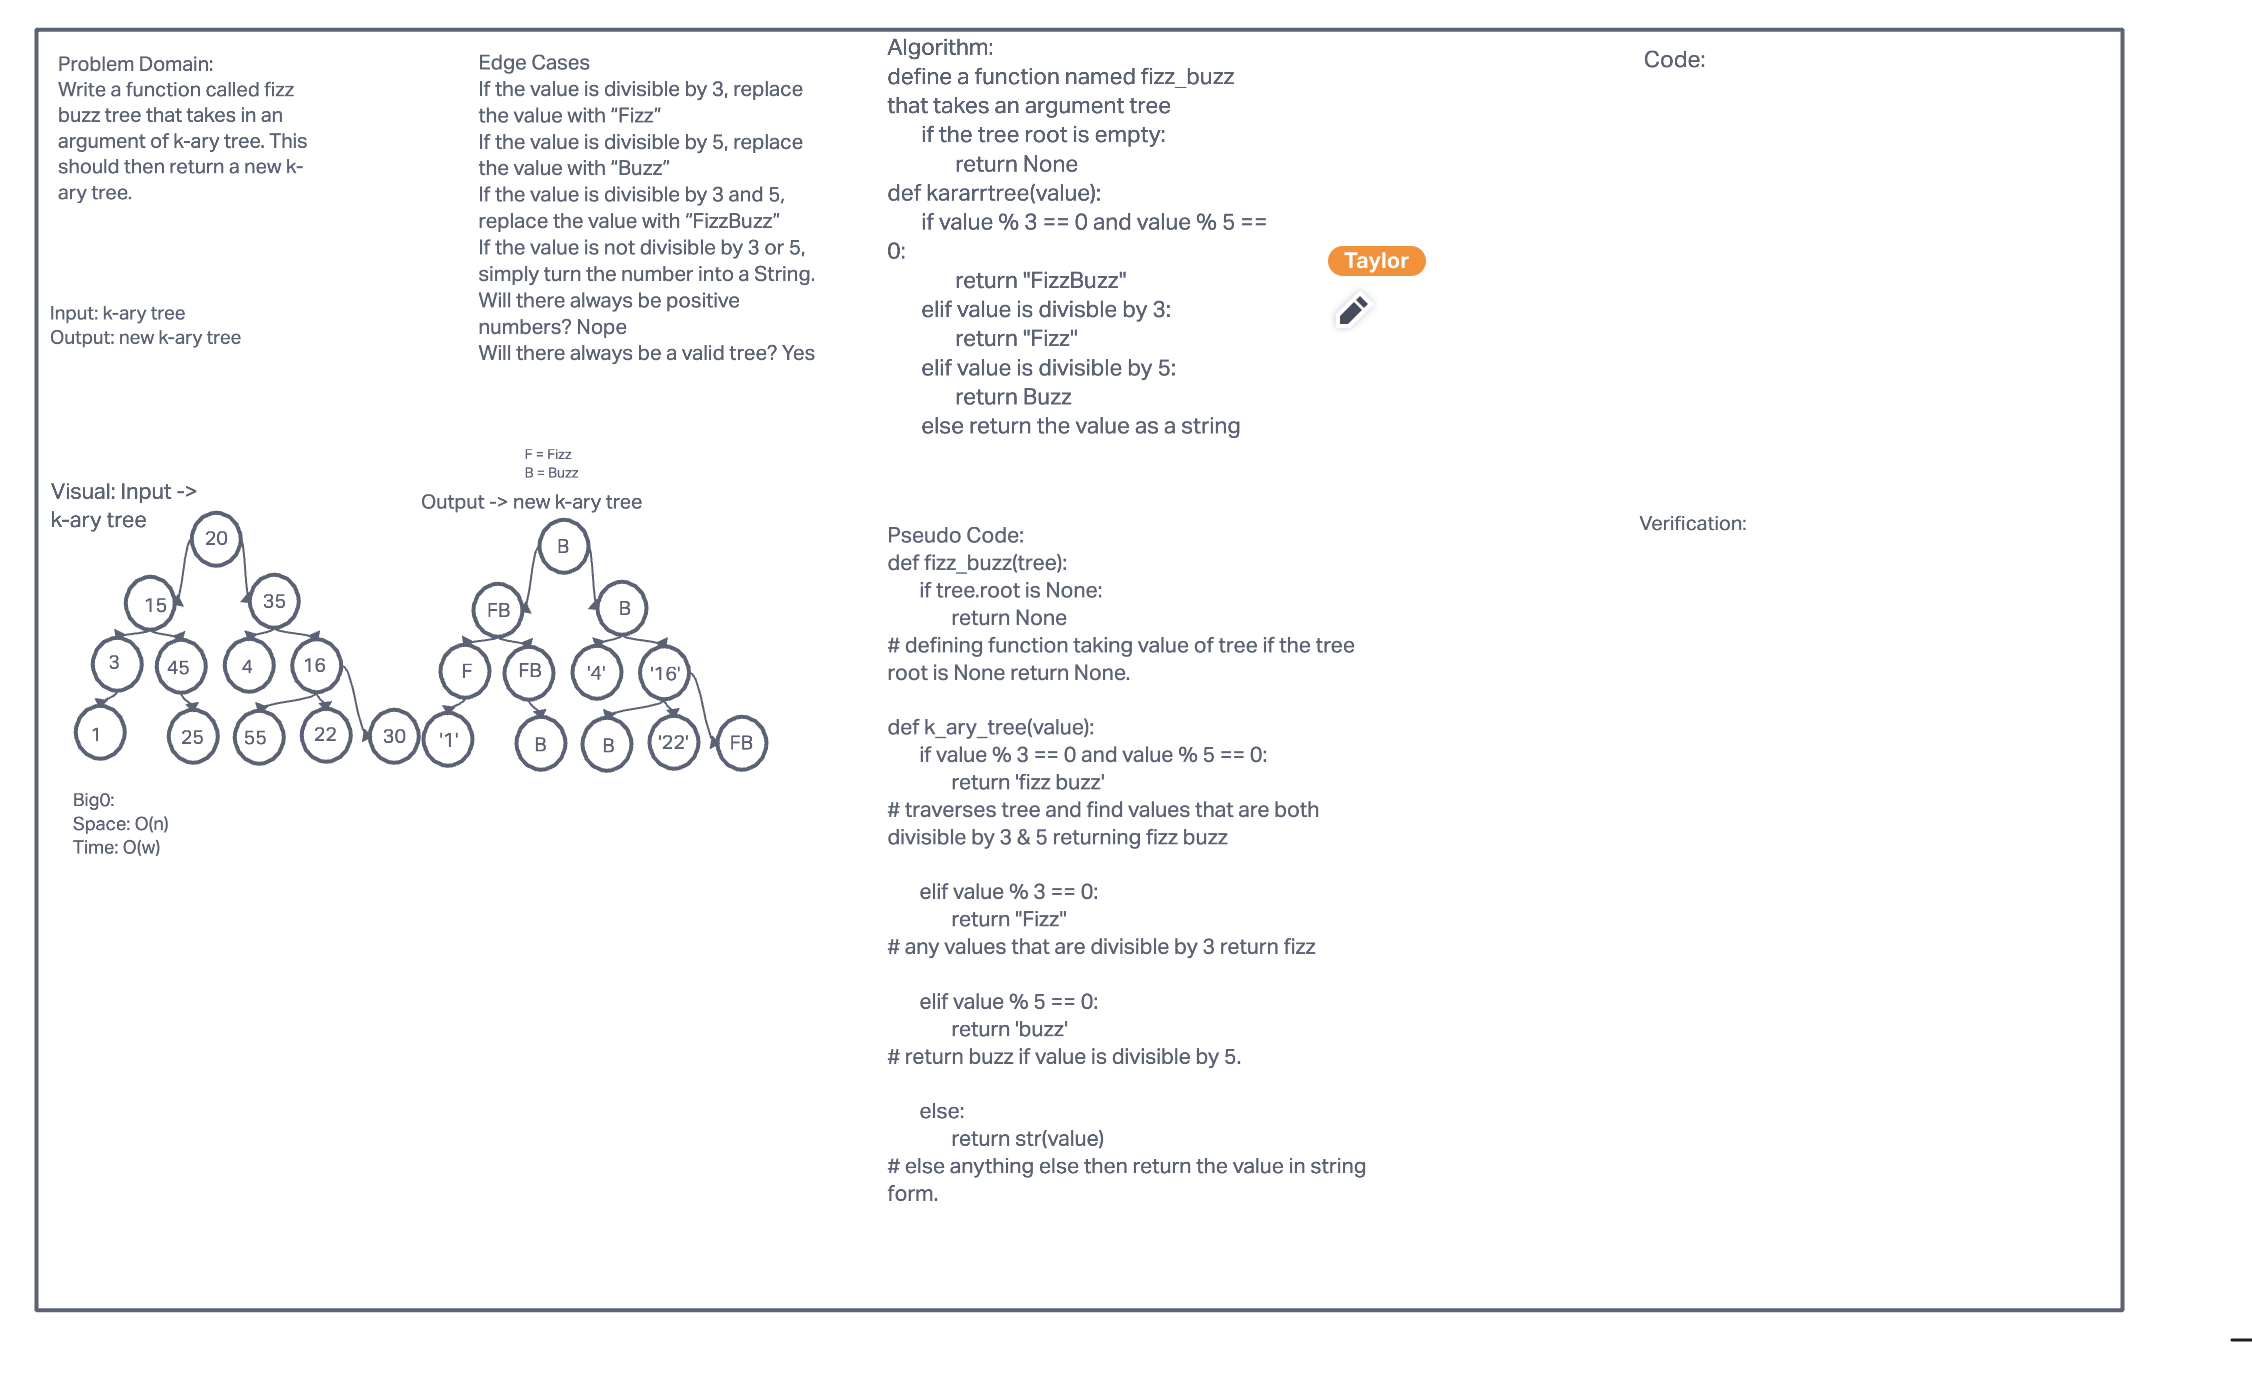 Problem Domain:
Write a function called fizz
buzz tree that takes in an
argument of k-ary tree. This
should then return a new k-
ary tree.
Input: k-ary tree
Output: new k-ary tree
Edge Cases
If the value is divisible by 3, replace
the value with “Fizz”
If the value is divisible by 5, replace
the value with “Buzz”
If the value is divisible by 3 and 5,
replace the value with “FizzBuzz”
If the value is not divisible by 3 or 5,
simply turn the number into a String.
Will there always be positive
numbers? Nope
Will there always be a valid tree? Yes
Visual: Input ->
k-ary tree
20
15
35
3
45
4
16
1
25
55
22
30
F = Fizz
B = Buzz
Output -> new k-ary tree
B
FB
B
F
FB
'4'
'16'
'1'
B
B
'22'
FB
Big0:
Space: O(n)
Time: O(w)
Algorithm:
define a function named fizz_buzz
that takes an argument tree
if the tree root is empty:
return None
def kararrtree(value):
if value % 3 == 0 and value % 5 ==
0:
return "FizzBuzz"
elif value is divisble by 3:
return "Fizz"
elif value is divisible by 5:
return Buzz
else return the value as a string
Taylor
Pseudo Code:
def fizz_buzz(tree):
if tree.root is None:
return None
# defining function taking value of tree if the tree
root is None return None.
def k_ary_tree(value):
if value % 3 == 0 and value % 5 == 0:
return 'fizz buzz'
# traverses tree and find values that are both
divisible by 3 & 5 returning fizz buzz
elif value % 3 == 0:
return "Fizz"
# any values that are divisible by 3 return fizz
elif value % 5 == 0:
return 'buzz'
# return buzz if value is divisible by 5.
else:
return str(value)
# else anything else then return the value in string
form.
Code:
Verification: